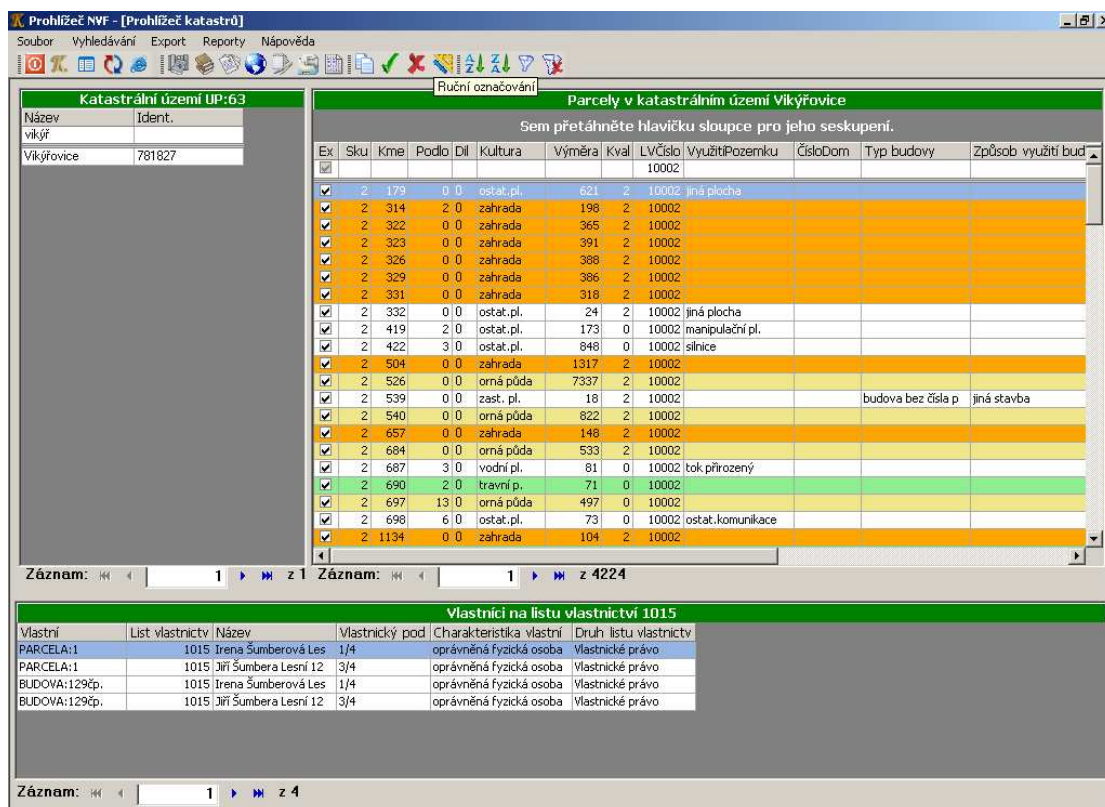 Prohlížeč NVF - [Prohlížeč katastrů]
Soubor Vyhledávání Export Reporty Nápověda
Ruční označování
Katastrální území UP:63
Název Ident.
vikýř
Vikýřovice 781827
Parcely v katastrálním území Vikýřovice
Sem přetáhněte hlavičku sloupce pro jeho seskupení.
Ex Sku Kme Podlo Díl Kultura Výměra Kval LVČíslo VyužitíPozemku ČísloDom Typ budovy Způsob využití bud
10002
2 179 0 0 ostat.pl. 621 2 10002 jiná plocha
2 314 2 0 zahrada 198 2 10002
2 322 0 0 zahrada 365 2 10002
2 323 0 0 zahrada 391 2 10002
2 326 0 0 zahrada 388 2 10002
2 329 0 0 zahrada 386 2 10002
2 331 0 0 zahrada 318 2 10002
2 332 0 0 ostat.pl. 24 2 10002 jiná plocha
2 419 2 0 ostat.pl. 173 0 10002 manipulační pl.
2 422 3 0 ostat.pl. 848 0 10002 silnice
2 504 0 0 zahrada 1317 2 10002
2 526 0 0 orná půda 7337 2 10002
2 539 0 0 zast. pl. 18 2 10002 budova bez čísla p jiná stavba
2 540 0 0 orná půda 822 2 10002
2 657 0 0 zahrada 148 2 10002
2 684 0 0 orná půda 533 2 10002
2 687 3 0 vodní pl. 81 0 10002 tok přirozený
2 690 2 0 travní p. 71 0 10002
2 697 13 0 orná půda 497 0 10002
2 698 6 0 ostat.pl. 73 0 10002 ostat.komunikace
2 1134 0 0 zahrada 104 2 10002
Záznam: 1 z 1 Záznam: 1 z 4224
Vlastníci na listu vlastnictví 1015
Vlastní List vlastnictv Název Vlastnický pod Charakteristika vlastní Druh listu vlastnictv
PARCELA:1 1015 Irena Šumberová Les 1/4 oprávněná fyzická osoba Vlastnické právo
PARCELA:1 1015 Jiří Šumbera Lesní 12 3/4 oprávněná fyzická osoba Vlastnické právo
BUDOVA:129čp. 1015 Irena Šumberová Les 1/4 oprávněná fyzická osoba Vlastnické právo
BUDOVA:129čp. 1015 Jiří Šumbera Lesní 12 3/4 oprávněná fyzická osoba Vlastnické právo
Záznam: 1 z 4